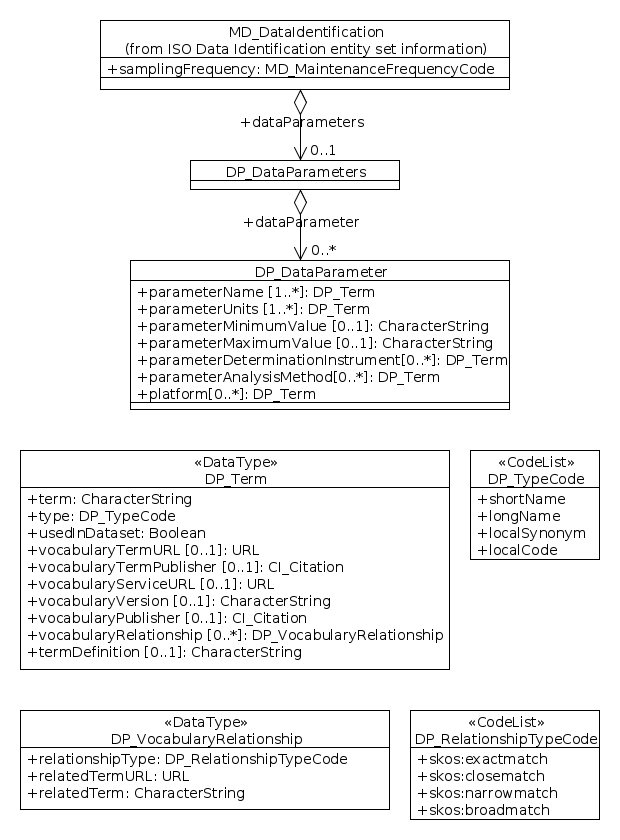 MD_DataIdentification
(from ISO Data Identification entity set information)
+samplingFrequency: MD_MaintenanceFrequencyCode
+dataParameters
0..1
DP_DataParameters
+dataParameter
0..*
DP_DataParameter
+parameterName [1..*]: DP_Term
+parameterUnits [1..*]: DP_Term
+parameterMinimumValue [0..1]: CharacterString
+parameterMaximumValue [0..1]: CharacterString
+parameterDeterminationInstrument[0..*]: DP_Term
+parameterAnalysisMethod[0..*]: DP_Term
+platform[0..*]: DP_Term
«DataType»
DP_Term
+term: CharacterString
+type: DP_TypeCode
+usedInDataset: Boolean
+vocabularyTermURL [0..1]: URL
+vocabularyTermPublisher [0..1]: CI_Citation
+vocabularyServiceURL [0..1]: URL
+vocabularyVersion [0..1]: CharacterString
+vocabularyPublisher [0..1]: CI_Citation
+vocabularyRelationship [0..*]: DP_VocabularyRelationship
+termDefinition [0..1]: CharacterString
«CodeList»
DP_TypeCode
+shortName
+longName
+localSynonym
+localCode
«DataType»
DP_VocabularyRelationship
+relationshipType: DP_RelationshipTypeCode
+relatedTermURL: URL
+relatedTerm: CharacterString
«CodeList»
DP_RelationshipTypeCode
+skos:exactmatch
+skos:closematch
+skos:narrowmatch
+skos:broadmatch